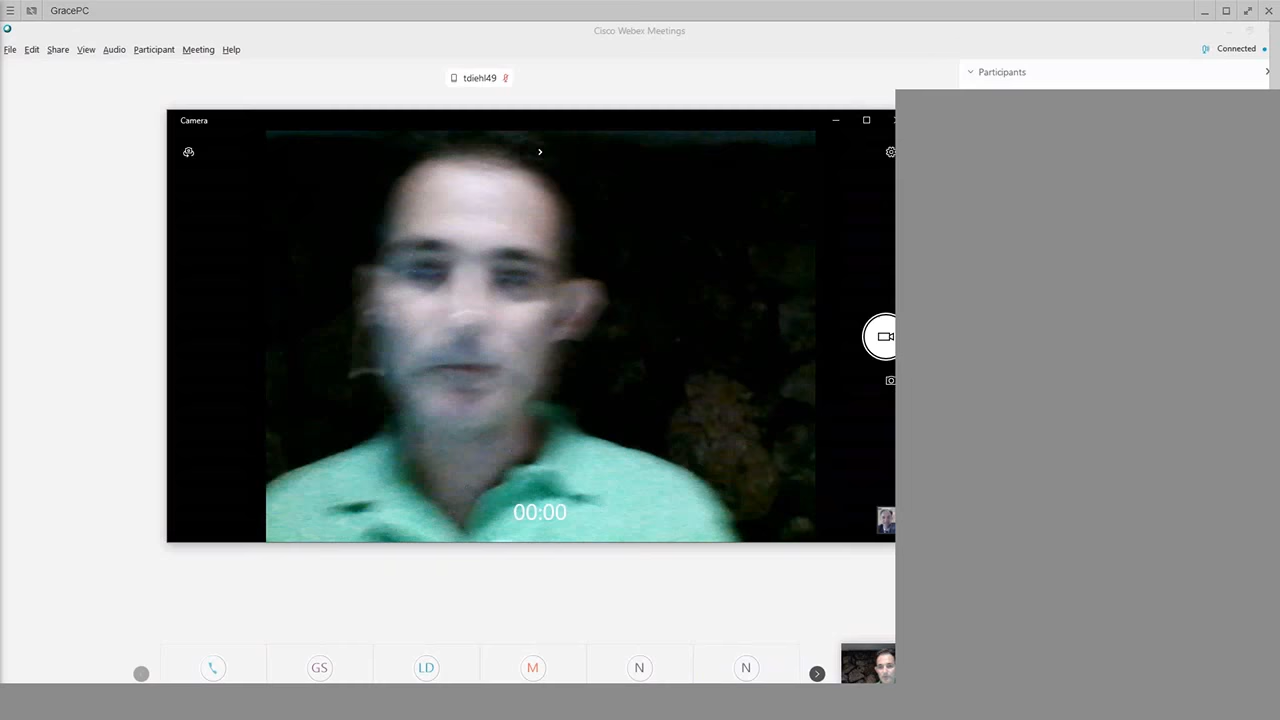 GracePC
Cisco Webex Meetings
File Edit Share View Audio Participant Meeting Help
Connected
tdiehl49
Participants
Camera
00:00
GS LD M N N